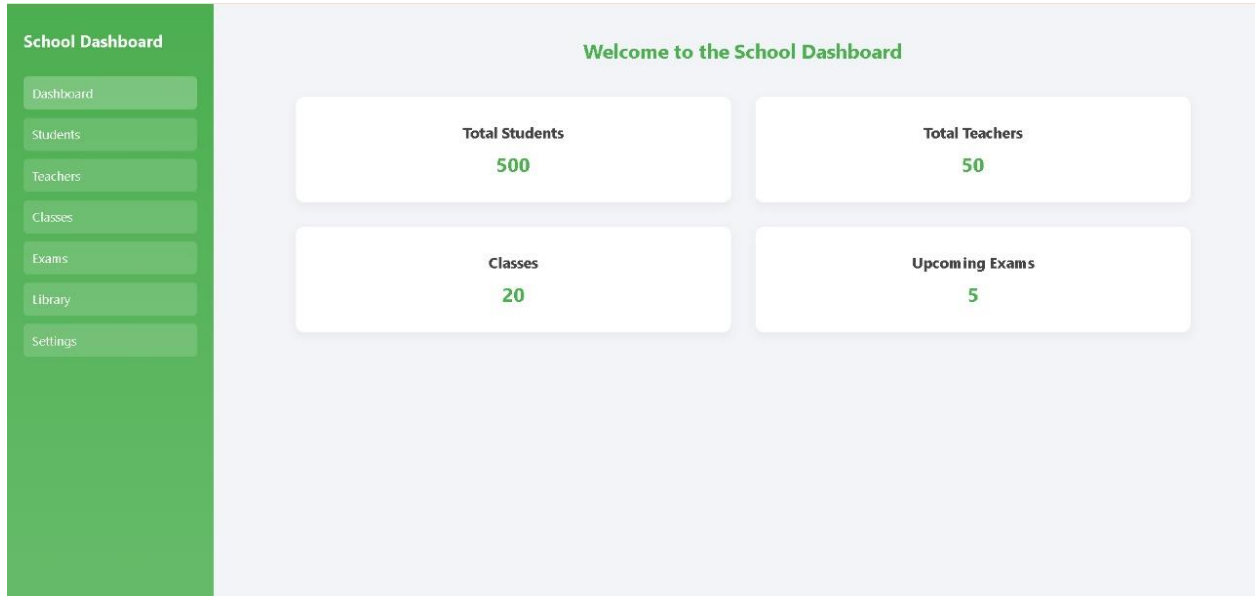 School Dashboard
Dashboard
Students
Teachers
Classes
Exams
Library
Settings
Welcome to the School Dashboard
Total Students
500
Total Teachers
50
Classes
20
Upcoming Exams
5